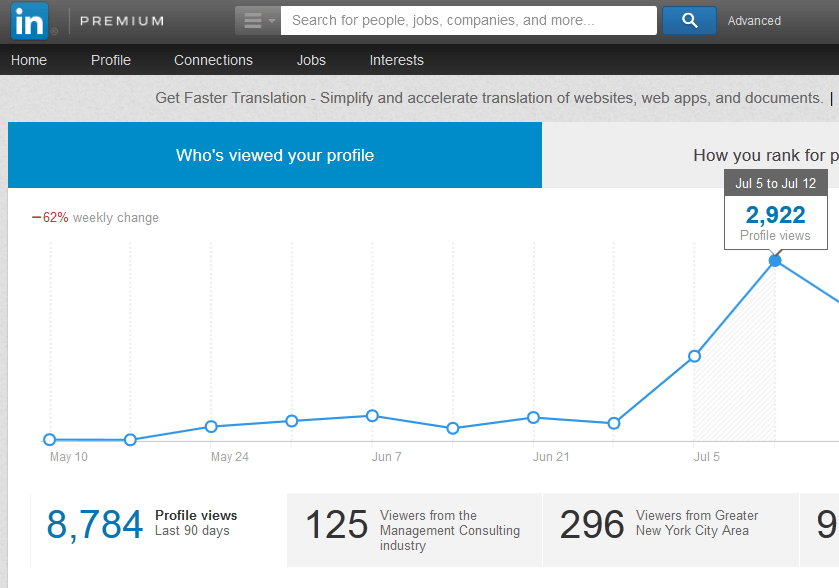 in PREMIUM Search for people, jobs, companies, and more... Advanced
Home Profile Connections Jobs Interests
Get Faster Translation - Simplify and accelerate translation of websites, web apps, and documents. |
Who's viewed your profile How you rank for p
Jul 5 to Jul 12
2,922
Profile views
−62% weekly change
May 10 May 24 Jun 7 Jun 21 Jul 5
8,784 Profile views
Last 90 days
125 Viewers from the
Management Consulting
industry
296 Viewers from Greater
New York City Area
9